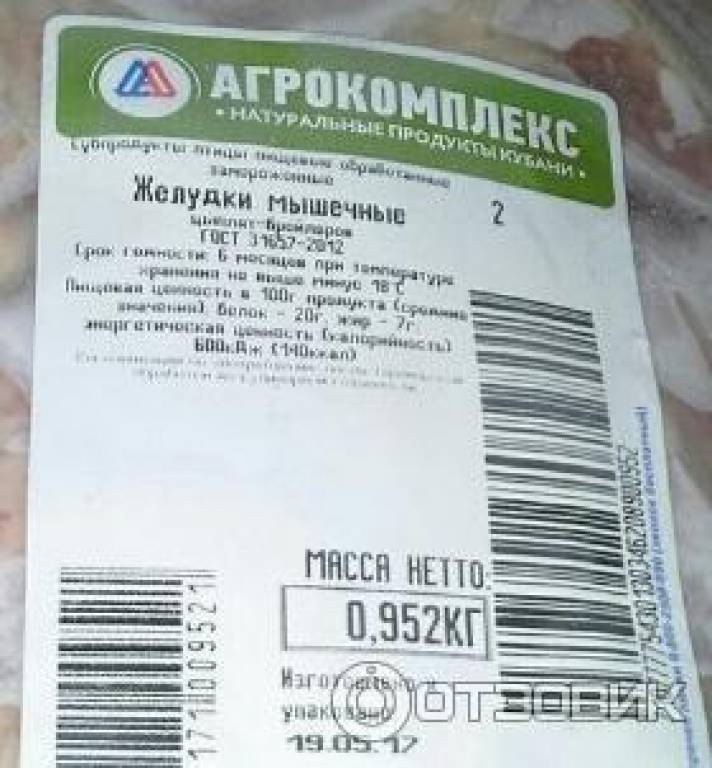 АГРОКОМПЛЕКС
• НАТУРАЛЬНЫЕ ПРОДУКТЫ КУБАНИ •
Субпродукты птицы пищевые обработанные
замороженные
Желудки мышечные
2
цыплят-бройлеров
ГОСТ 31657-2012
Срок годности: 6 месяцев при температуре
хранения не выше минус 18 С
Пищевая ценность в 100г продукта (средние
значения): белок - 20г, жир - 7г,
энергетическая ценность (калорийность)
600кДж (140ккал)
МАССА НЕТТО:
0,952КГ
Изготовлено и
упаковано
19.05.17
ОТЗОВИК